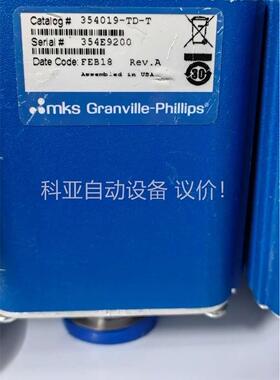 Catalog # 354019-TD-T
Serial # 354E9200
Date Code: FEB18 Rev.A
Assembled in USA
30
mks Granville-Phillips®
科亚自动设备 议价！